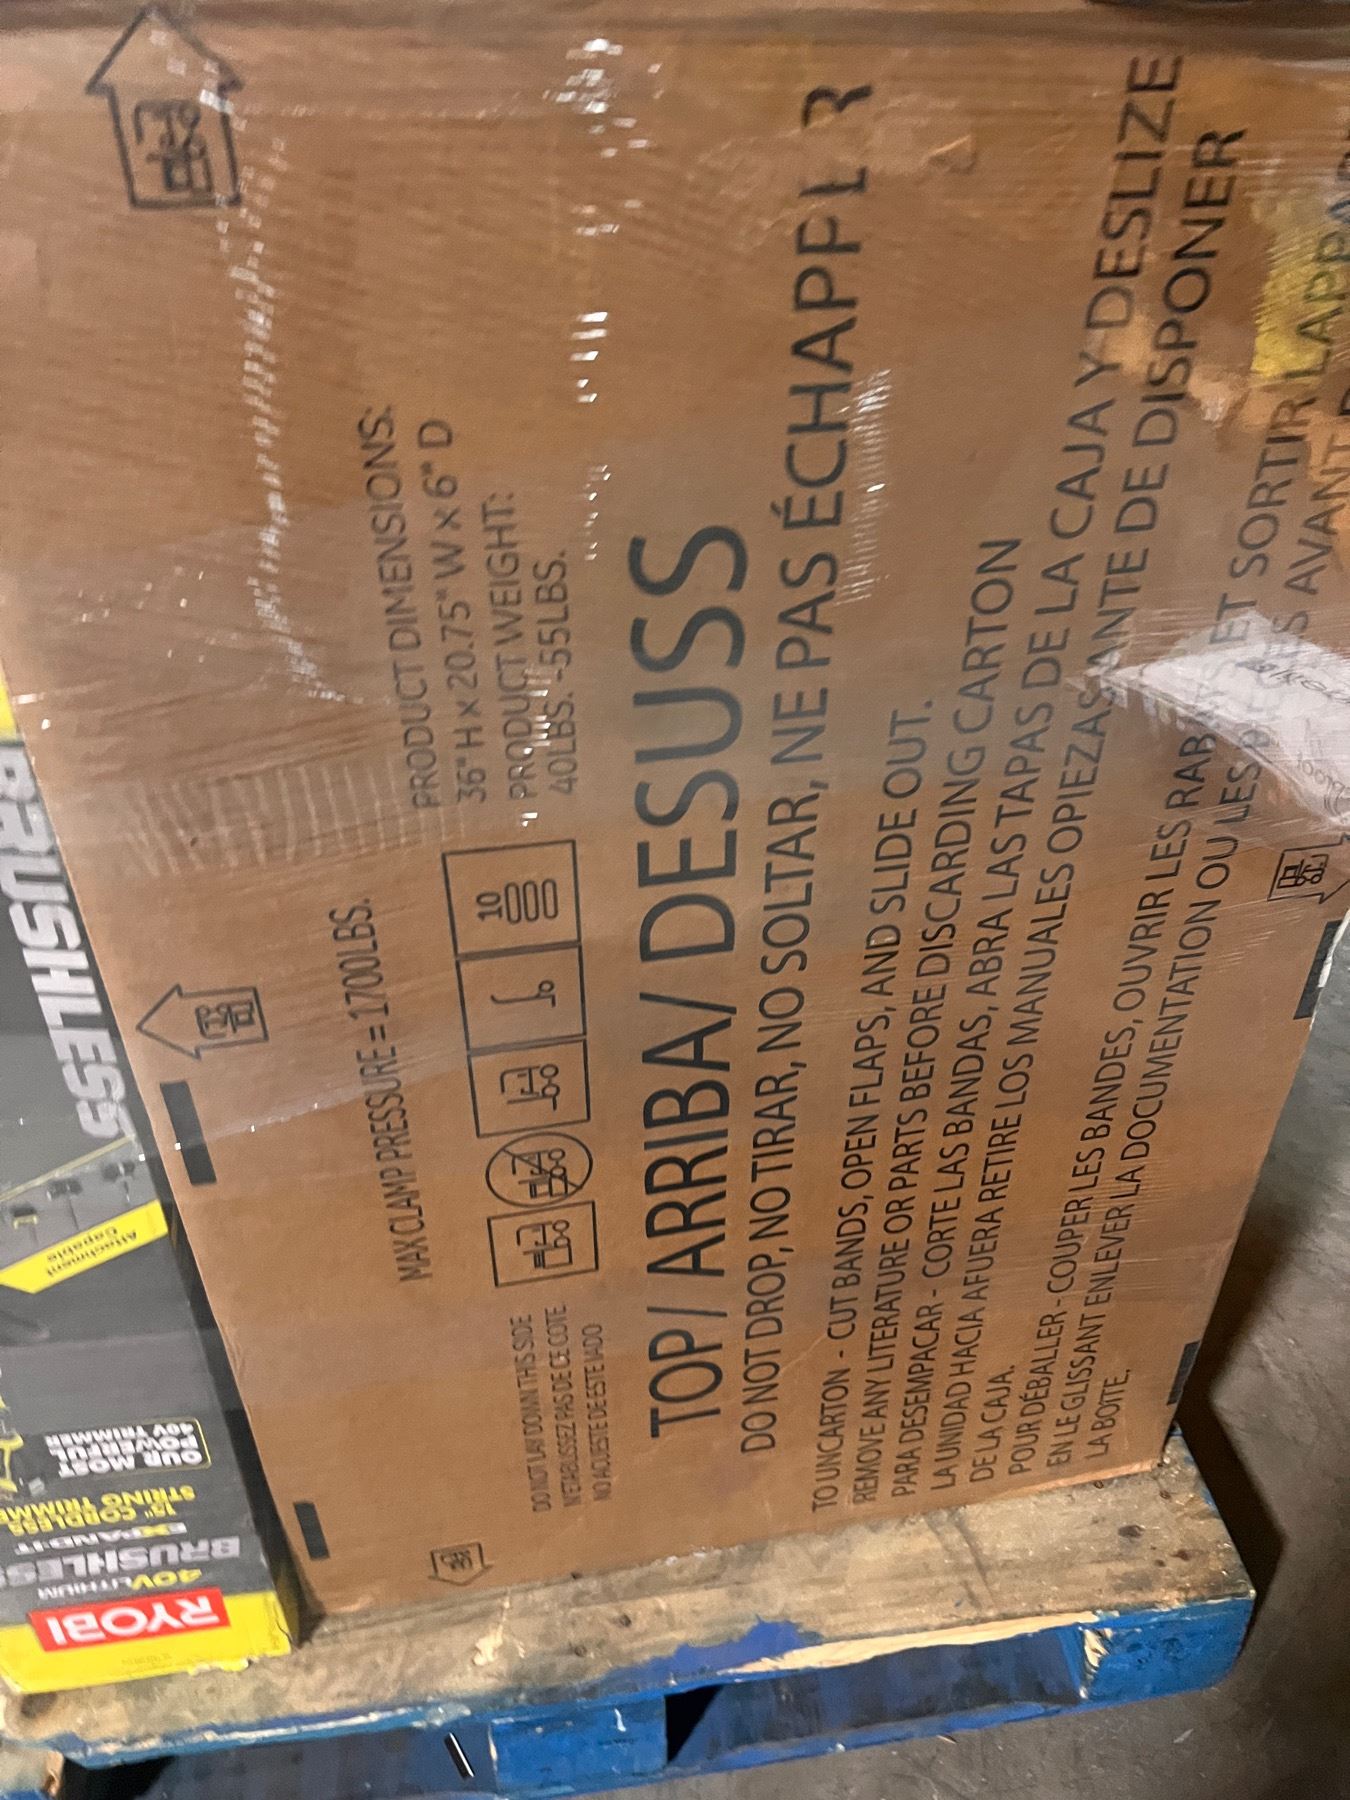 PRODUCT DIMENSIONS:
36" H x 20.75" W x 6" D
PRODUCT WEIGHT:
40LBS. -55LBS.
MAX CLAMP PRESSURE = 1700LBS.
10
DO NOT LAY DOWN THIS SIDE
N'ETABLISSEZ PAS DE CE COTE
NO ACUESTE DE ESTE LADO
TOP/ ARRIBA/ DESUSS
DO NOT DROP, NO TIRAR, NO SOLTAR, NE PAS ÉCHAPPER
TO UNCARTON - CUT BANDS, OPEN FLAPS, AND SLIDE OUT.
REMOVE ANY LITERATURE OR PARTS BEFORE DISCARDING CARTON
PARA DESEMPACAR - CORTE LAS BANDAS, ABRA LAS TAPAS DE LA CAJA Y DESLIZE
LA UNIDAD HACIA AFUERA RETIRE LOS MANUALES O PIEZAS ANTE DE DISPONER
DE LA CAJA.
POUR DÉBALLER - COUPER LES BANDES, OUVRIR LES RABATS ET SORTIR L'APPAREIL
EN LE GLISSANT ENLEVER LA DOCUMENTATION OU LES AVANT
LA BOITE.
BRUSHLESS
Attachment
Capable
OUR MOST
POWERFUL
40V TRIMMER
RYOBI
40V LITHIUM
BRUSHLESS
EXPAND-IT
15" CORDLESS
STRING TRIMMER